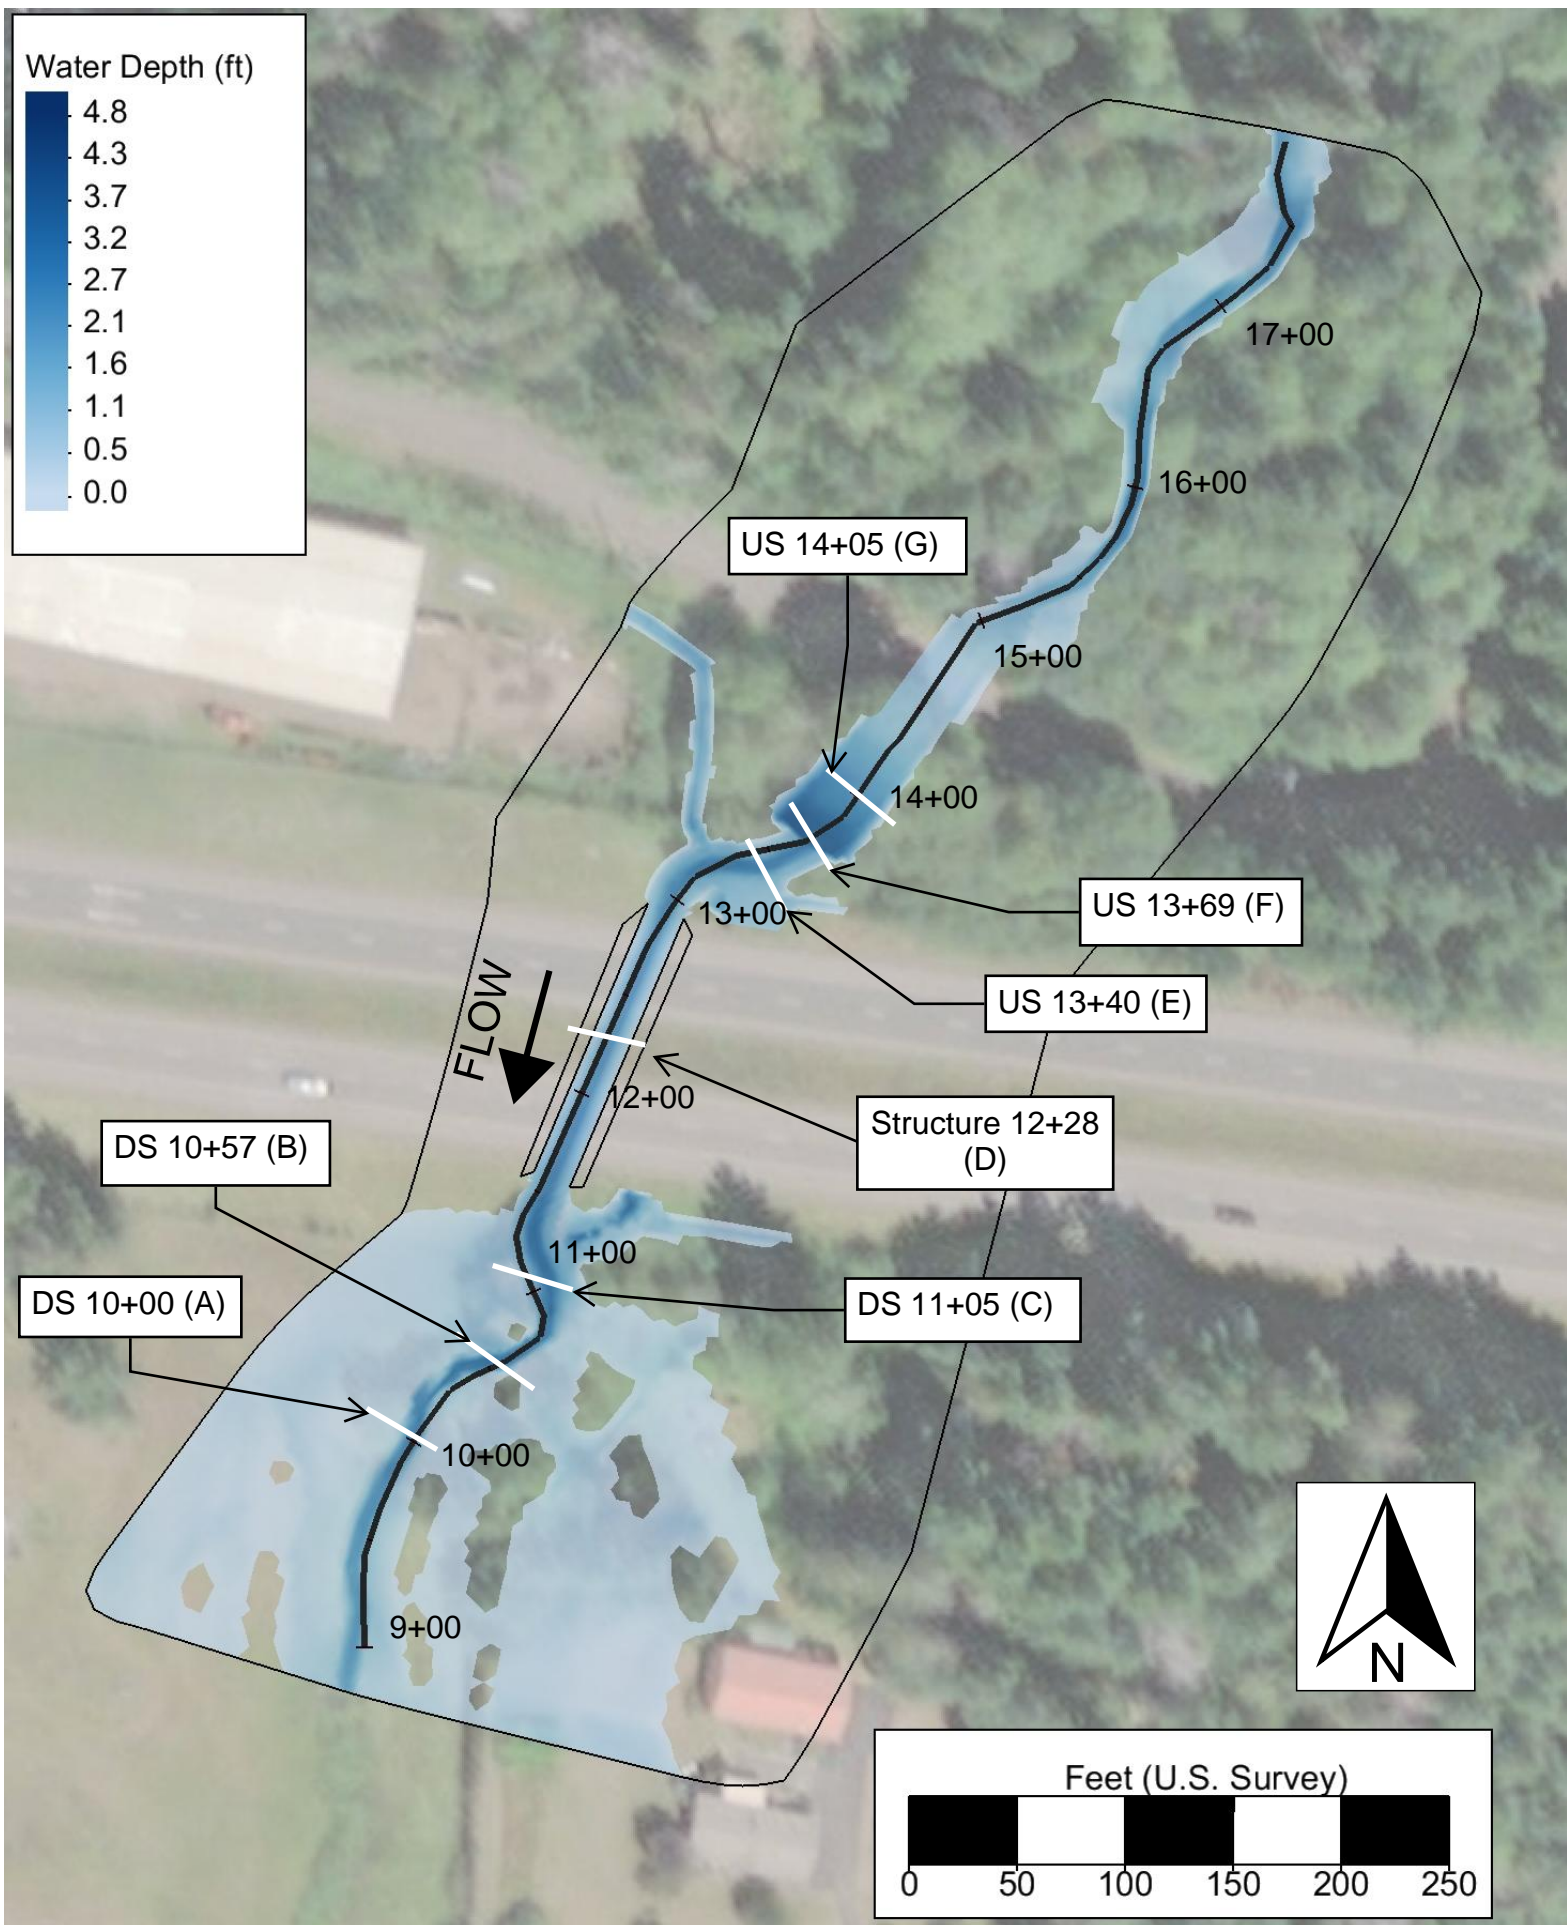 Water Depth (ft)
4.8
4.3
3.7
3.2
2.7
2.1
1.6
1.1
0.5
0.0
17+00
16+00
US 14+05 (G)
15+00
14+00
US 13+69 (F)
13+00
US 13+40 (E)
FLOW
12+00
Structure 12+28
(D)
DS 10+57 (B)
11+00
DS 10+00 (A)
DS 11+05 (C)
10+00
9+00
N
Feet (U.S. Survey)
0 50 100 150 200 250